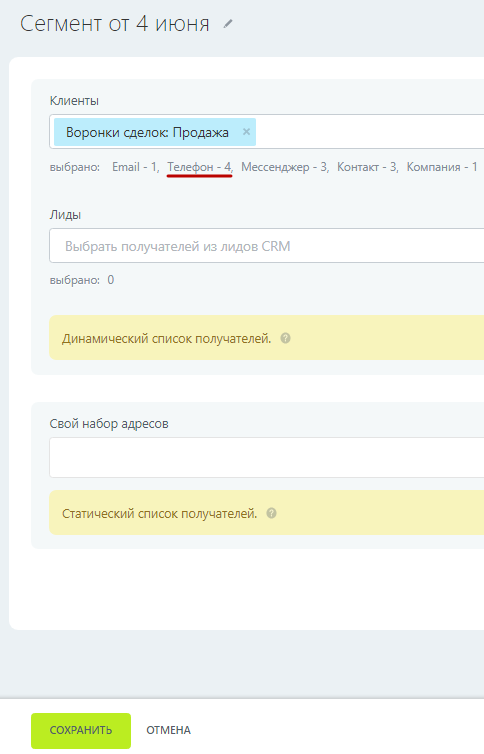 Сегмент от 4 июня
Клиенты
Воронки сделок: Продажа ×
выбрано: Email - 1, Телефон - 4, Мессенджер - 3, Контакт - 3, Компания - 1
Лиды
Выбрать получателей из лидов CRM
выбрано: 0
Динамический список получателей. ?
Свой набор адресов
Статический список получателей. ?
СОХРАНИТЬ ОТМЕНА